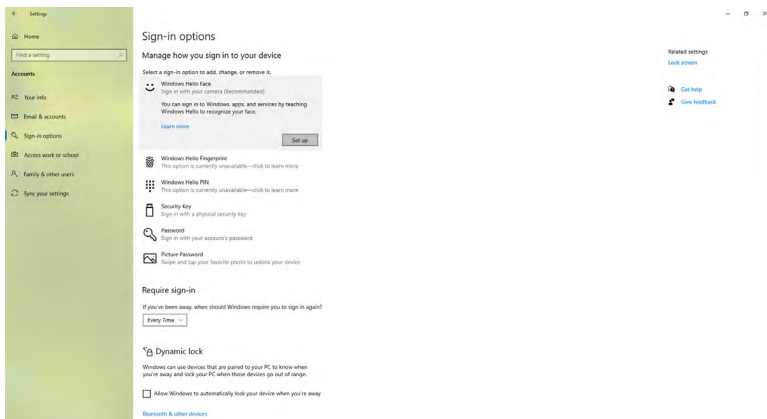 Settings
Home
Find a setting
Accounts
Your info
Email & accounts
Sign-in options
Access work or school
Family & other users
Sync your settings
Sign-in options
Manage how you sign in to your device
Select a sign-in option to add, change, or remove it.
Windows Hello Face
Sign in with your camera (Recommended)
You can sign in to Windows, apps, and services by teaching
Windows Hello to recognize your face.
Learn more
Set up
Windows Hello Fingerprint
This option is currently unavailable—click to learn more
Windows Hello PIN
This option is currently unavailable—click to learn more
Security Key
Sign in with a physical security key
Password
Sign in with your account's password
Picture Password
Swipe and tap your favorite photo to unlock your device
Require sign-in
If you've been away, when should Windows require you to sign in again?
Every Time
Dynamic lock
Windows can use devices that are paired to your PC to know when
you're away and lock your PC when those devices go out of range.
Allow Windows to automatically lock your device when you're away
Bluetooth & other devices
Related settings
Lock screen
Get help
Give feedback